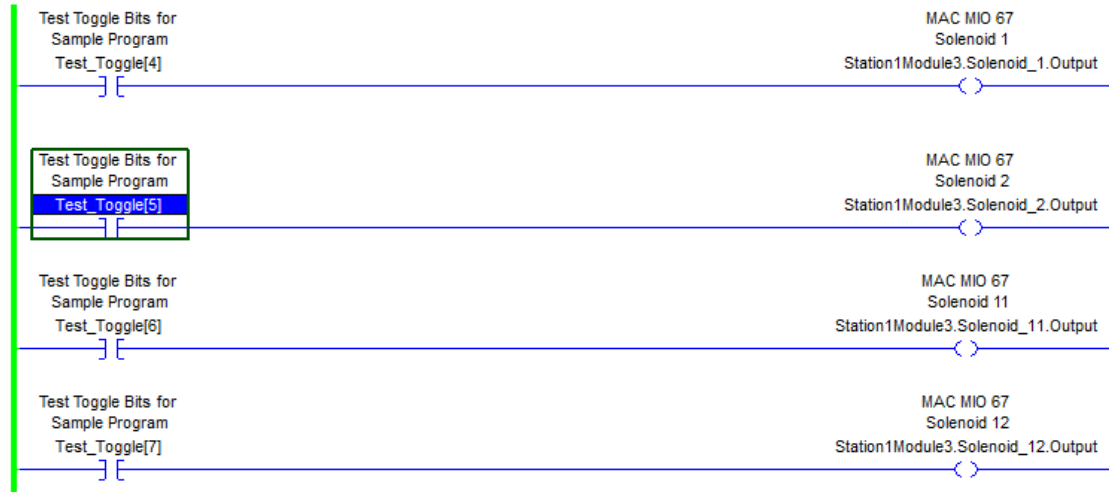 Test Toggle Bits for
Sample Program
Test_Toggle[4]
MAC MIO 67
Solenoid 1
Station1Module3.Solenoid_1.Output
Test Toggle Bits for
Sample Program
Test_Toggle[5]
MAC MIO 67
Solenoid 2
Station1Module3.Solenoid_2.Output
Test Toggle Bits for
Sample Program
Test_Toggle[6]
MAC MIO 67
Solenoid 11
Station1Module3.Solenoid_11.Output
Test Toggle Bits for
Sample Program
Test_Toggle[7]
MAC MIO 67
Solenoid 12
Station1Module3.Solenoid_12.Output